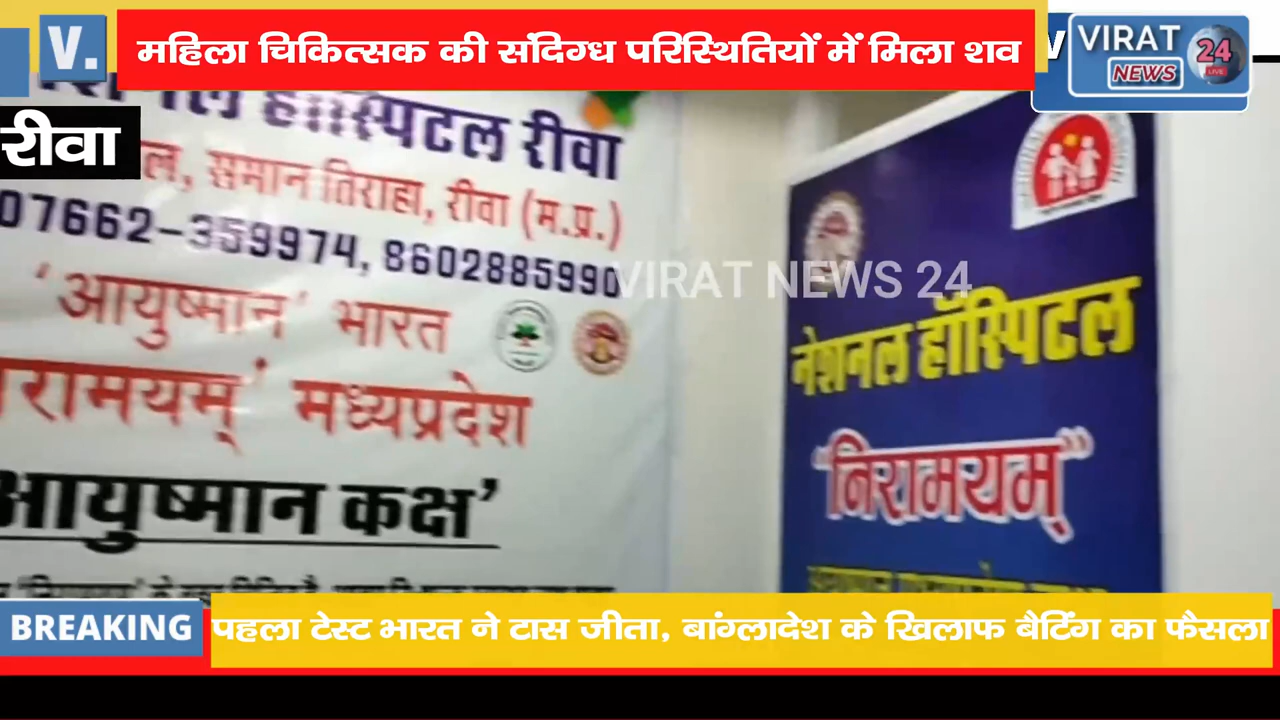 V.
महिला चिकित्सक की संदिग्ध परिस्थितियों में मिला शव
VIRAT
24
NEWS
LIVE
रीवा
हॉस्पिटल रीवा
समान तिराहा, रीवा (म.प्र.)
07662-359974, 8602885990
'आयुष्मान' भारत
मध्यप्रदेश
आयुष्मान कक्ष'
VIRAT NEWS 24
नेशनल हॉस्पिटल
"निरामयम्"
BREAKING
पहला टेस्ट भारत ने टास जीता, बांग्लादेश के खिलाफ बैटिंग का फैसला